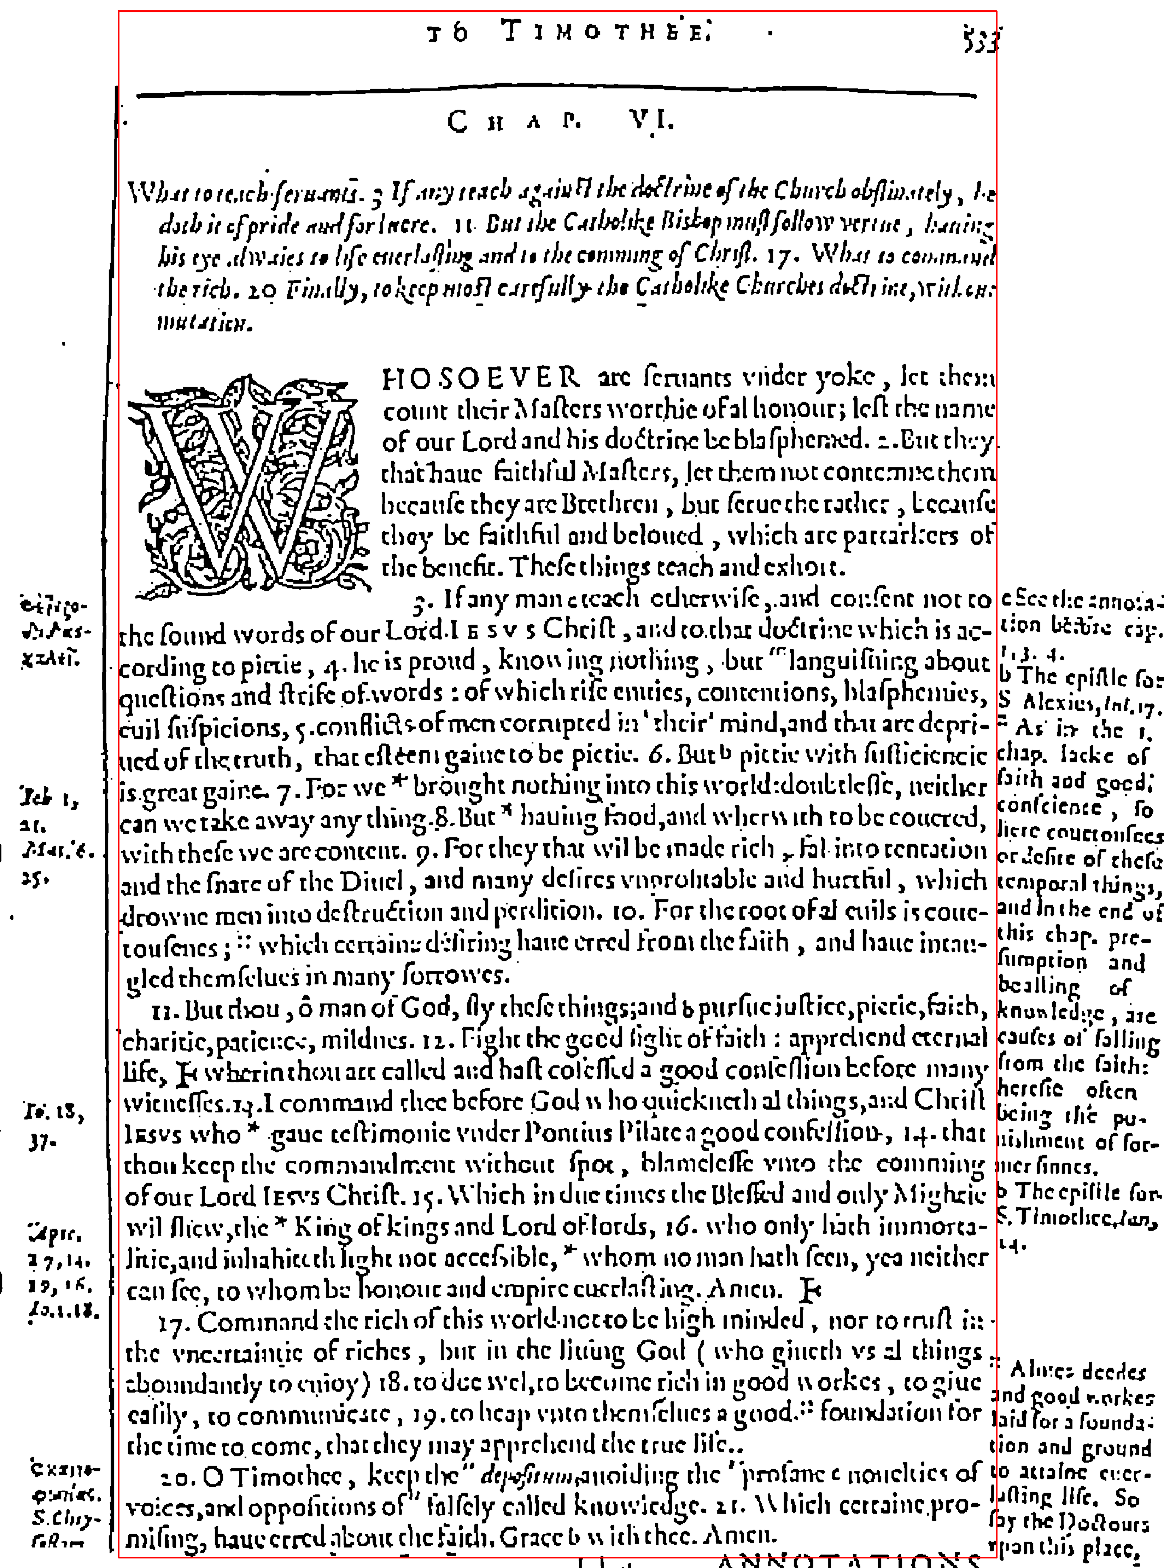 TO TIMOTHEE. 533
CHAP. VI.
What to teach seruants. 3 If any teach against the doctrine of the Church obstinately, he
doth it of pride and for lucre. 11 But the Catholike Bishop must follow vertue, hauing
his eye alwaies to life euerlasting and to the comming of Christ. 17. What to command
the rich. 20 Finally, to keep most carefully the Catholike Churches doctrine, without
mutation.
WHOSOEVER are seruants vnder yoke, let them
count their Masters worthie of al honour; lest the name
of our Lord and his doctrine be blasphemed. 2. But they
that haue faithful Masters, let them not contemne them
because they are Brethren, but serue the rather, because
they be faithful and beloued, which are partakers of
the benefit. These things teach and exhort.
3. If any man c teach otherwise, and consent not to
the sound words of our Lord IESVS Christ, and to that doctrine which is ac-
cording to pietie, 4. he is proud, knowing nothing, but "languishing about
questions and strife of words: of which rise enuies, contentions, blasphemies,
euil suspicions, 5. conflicts of men corrupted in 'their' mind, and that are depri-
ued of the truth, that esteem gaine to be pietie. 6. But b pietie with sufficiencie
is great gaine. 7. For we * brought nothing into this world: doubtlesse, neither
can we take away any thing. 8. But * hauing food, and wherwith to be couered,
with these we are content. 9. For they that wil be made rich, fal into tentation
and the snare of the Diuel, and many desires vnprofitable and hurtful, which
drowne men into destruction and perdition. 10. For the root of al euils is coue-
tousenes; :: which certaine desiring haue erred from the faith, and haue intan-
gled themselues in many sorrowes.
11. But thou, ô man of God, fly these things; and b pursue iustice, pietie, faith,
charitie, patience, mildnes. 12. Fight the good fight of faith: apprehend eternal
life, wherin thou art called and hast cofessed a good confession before many
witnesses. 13. I command thee before God who quickneth al things, and Christ
IESVS who * gaue testimonie vnder Pontius Pilate a good confession, 14. that
thou keep the commandment without spot, blamelesse vnto the comming
of our Lord IESVS Christ. 15. Which in due times the Blessed and only Mightie
wil shew, the * King of kings and Lord of lords, 16. who only hath immorta-
litie, and inhabiteth light not accessible, * whom no man hath seen, yea neither
can see, to whom be honour and empire euerlasting. Amen.
17. Command the rich of this world not to be high minded, nor to trust in
the vncertaintie of riches, but in the liuing God (who giueth vs al things
aboundantly to enioy) 18. to doe wel, to become rich in good workes, to giue
easily, to communicate, 19. to heap vnto themselues a good :: foundation for
the time to come, that they may apprehend the true life.
20. O Timothee, keep the "depositum, auoiding the "profane c nouelties of
voices, and oppositions of "falsely called knowledge. 21. Which certaine pro-
mising, haue erred about the faith. Grace b with thee. Amen.
ANNOTATIONS
Iob 1,
21.
Mat. 6.
25.
Io. 18,
37.
Apoc.
17, 14.
19, 16.
Io. 1. 18.
S. Chry-
c See the annota-
tion before cap.
1, 3. 4.
b The epistle for
S Alexius, Iul. 17.
:: As in the 1.
chap. lacke of
faith and good
conscience, so
here couetousnes
or desire of these
temporal things,
and in the end of
this chap. pre-
sumption and
boasting of
knowledge, are
causes of falling
from the faith:
heresie often
being the pu-
nishment of for-
mer sinnes.
b The epistle for
S. Timothee, Ian,
24.
Almes deedes
and good workes
laid for a founda-
tion and ground
to attaine euer-
lasting life. So
say the Doctours
vpon this place,